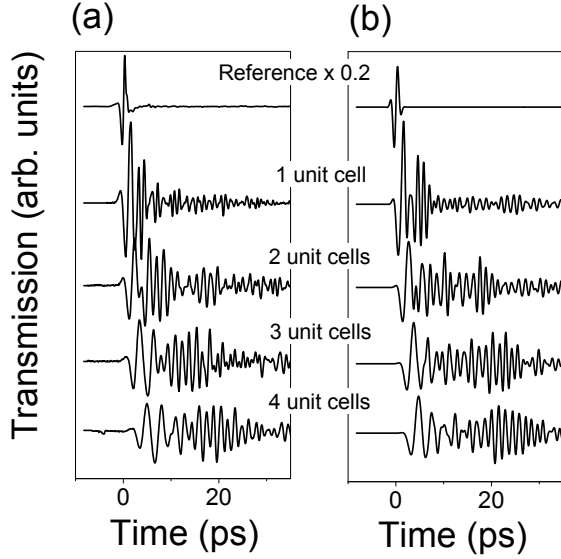 (a)
(b)
Transmission (arb. units)
Reference x 0.2
1 unit cell
2 unit cells
3 unit cells
4 unit cells
0
20
0
20
Time (ps)
Time (ps)